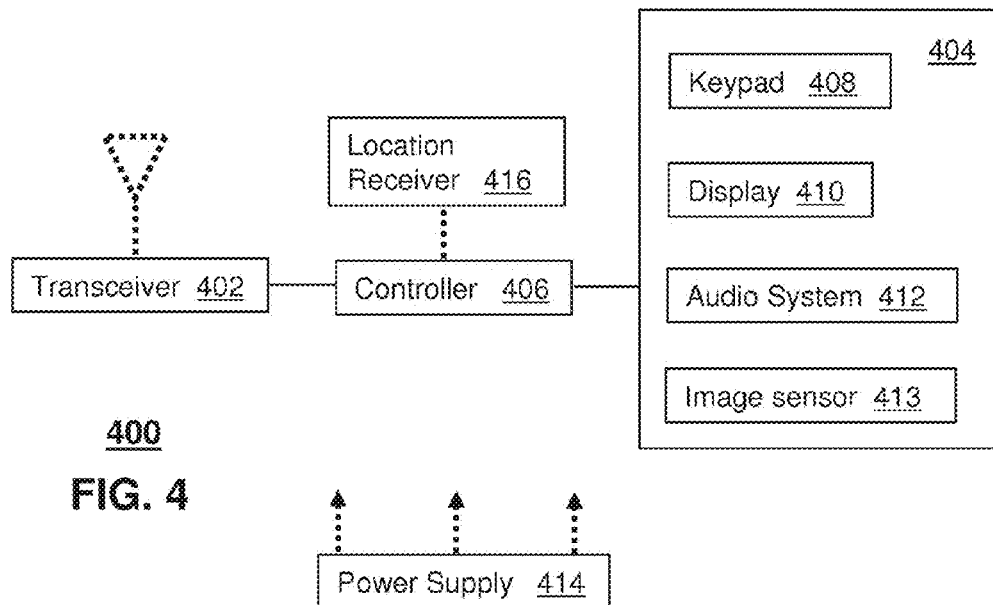 404
Keypad 408
Location
Receiver 416
Display 410
Transceiver 402
Controller 406
Audio System 412
Image sensor 413
400
FIG. 4
Power Supply 414